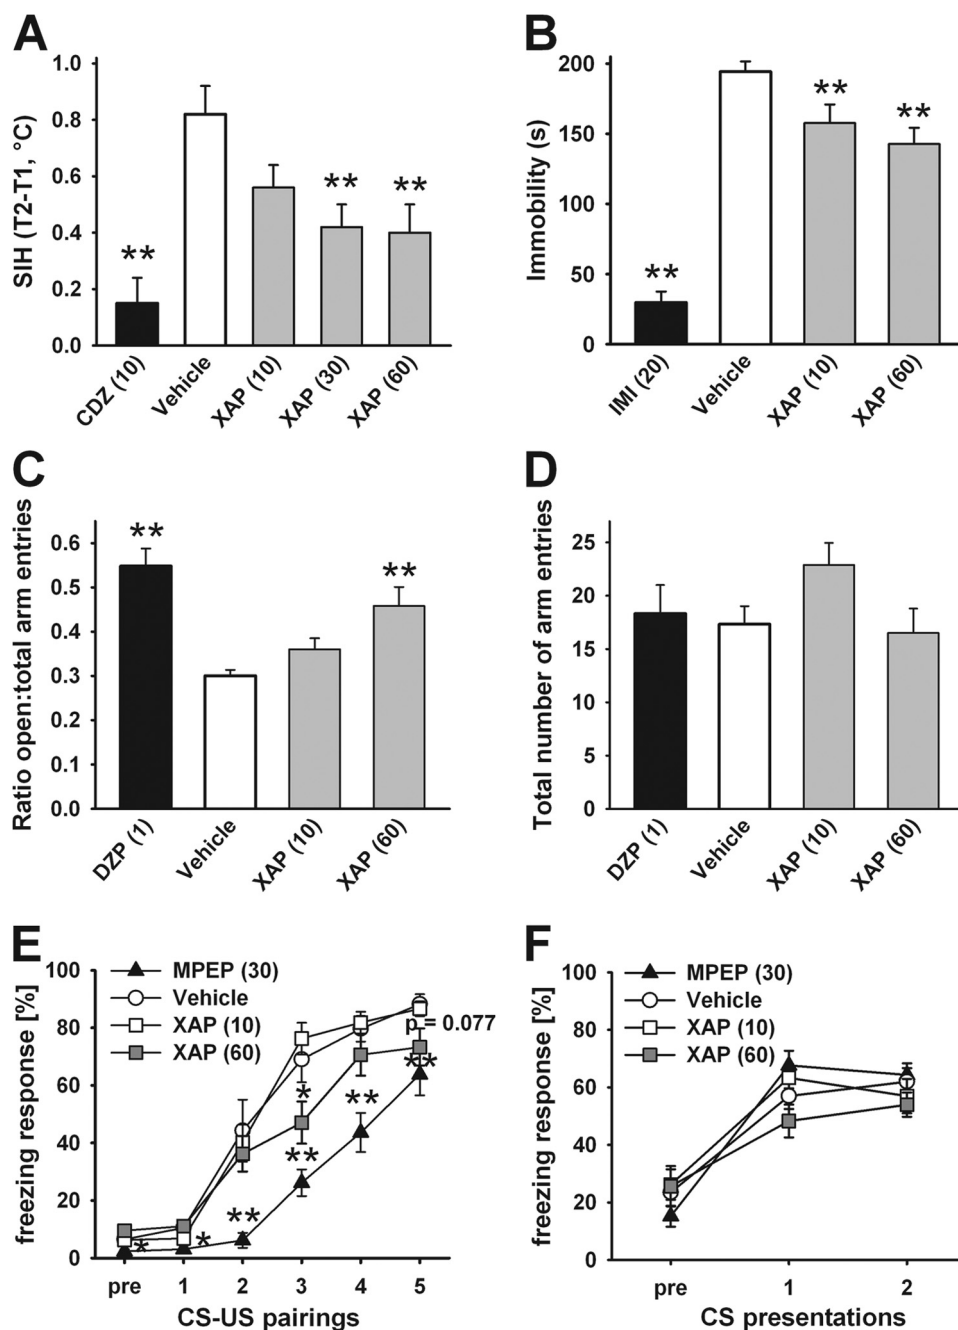 A
SIH (T2-T1, °C)
1.0
0.8
0.6
0.4
0.2
0.0
**
**
**
CDZ (10)
Vehicle
XAP (10)
XAP (30)
XAP (60)
B
Immobility (s)
200
150
100
50
0
**
**
**
IMI (20)
Vehicle
XAP (10)
XAP (60)
C
Ratio open:total arm entries
0.6
0.5
0.4
0.3
0.2
0.1
0.0
**
**
DZP (1)
Vehicle
XAP (10)
XAP (60)
D
Total number of arm entries
25
20
15
10
5
0
DZP (1)
Vehicle
XAP (10)
XAP (60)
E
freezing response [%]
100
80
60
40
20
0
MPEP (30)
Vehicle
XAP (10)
XAP (60)
p = 0.077
**
*
**
**
**
*
*
pre 1 2 3 4 5
CS-US pairings
F
freezing response [%]
100
80
60
40
20
0
MPEP (30)
Vehicle
XAP (10)
XAP (60)
pre 1 2
CS presentations